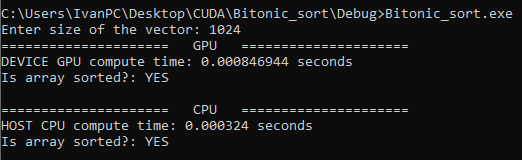 C:\Users\IvanPC\Desktop\CUDA\Bitonic_sort\Debug>Bitonic_sort.exe
Enter size of the vector: 1024
===================== GPU =====================
DEVICE GPU compute time: 0.000846944 seconds
Is array sorted?: YES
===================== CPU =====================
HOST CPU compute time: 0.000324 seconds
Is array sorted?: YES